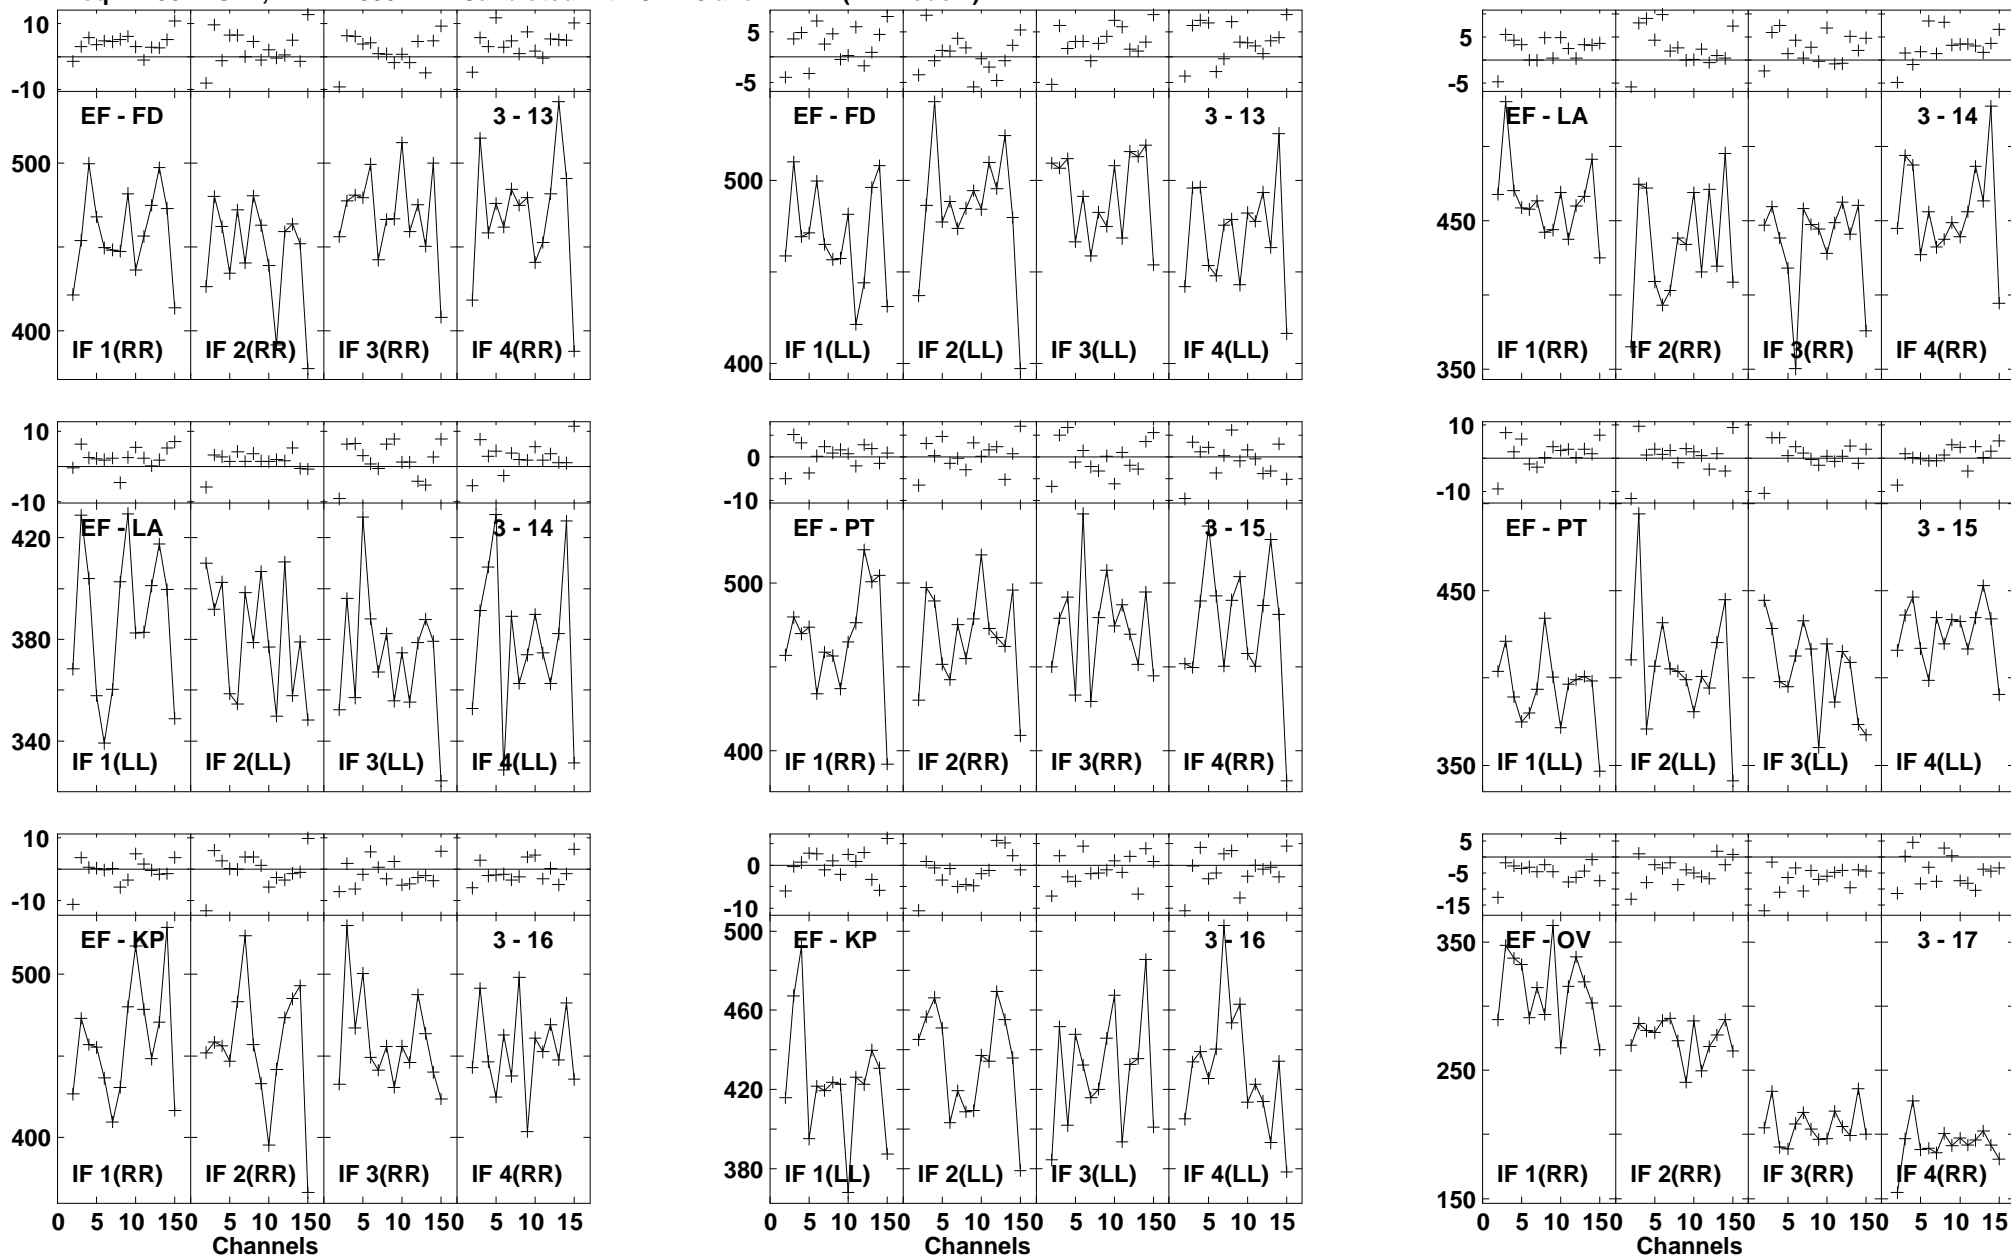 10
-10
EF - FD
3 - 13
500
400
IF 1(RR)
IF 2(RR)
IF 3(RR)
IF 4(RR)
5
-5
EF - FD
3 - 13
500
400
IF 1(LL)
IF 2(LL)
IF 3(LL)
IF 4(LL)
5
-5
EF - LA
3 - 14
450
350
IF 1(RR)
IF 2(RR)
IF 3(RR)
IF 4(RR)
10
-10
EF - LA
3 - 14
420
380
340
IF 1(LL)
IF 2(LL)
IF 3(LL)
IF 4(LL)
10
0
-10
EF - PT
3 - 15
500
400
IF 1(RR)
IF 2(RR)
IF 3(RR)
IF 4(RR)
10
-10
EF - PT
3 - 15
450
350
IF 1(LL)
IF 2(LL)
IF 3(LL)
IF 4(LL)
10
-10
EF - KP
3 - 16
500
400
IF 1(RR)
IF 2(RR)
IF 3(RR)
IF 4(RR)
0 5 10 150 5 10 150 5 10 150 5 10 15
Channels
0
-10
EF - KP
3 - 16
500
460
420
380
IF 1(LL)
IF 2(LL)
IF 3(LL)
IF 4(LL)
0 5 10 150 5 10 150 5 10 150 5 10 15
Channels
5
-5
-15
EF - OV
3 - 17
350
250
150
IF 1(RR)
IF 2(RR)
IF 3(RR)
IF 4(RR)
0 5 10 150 5 10 150 5 10 150 5 10 15
Channels